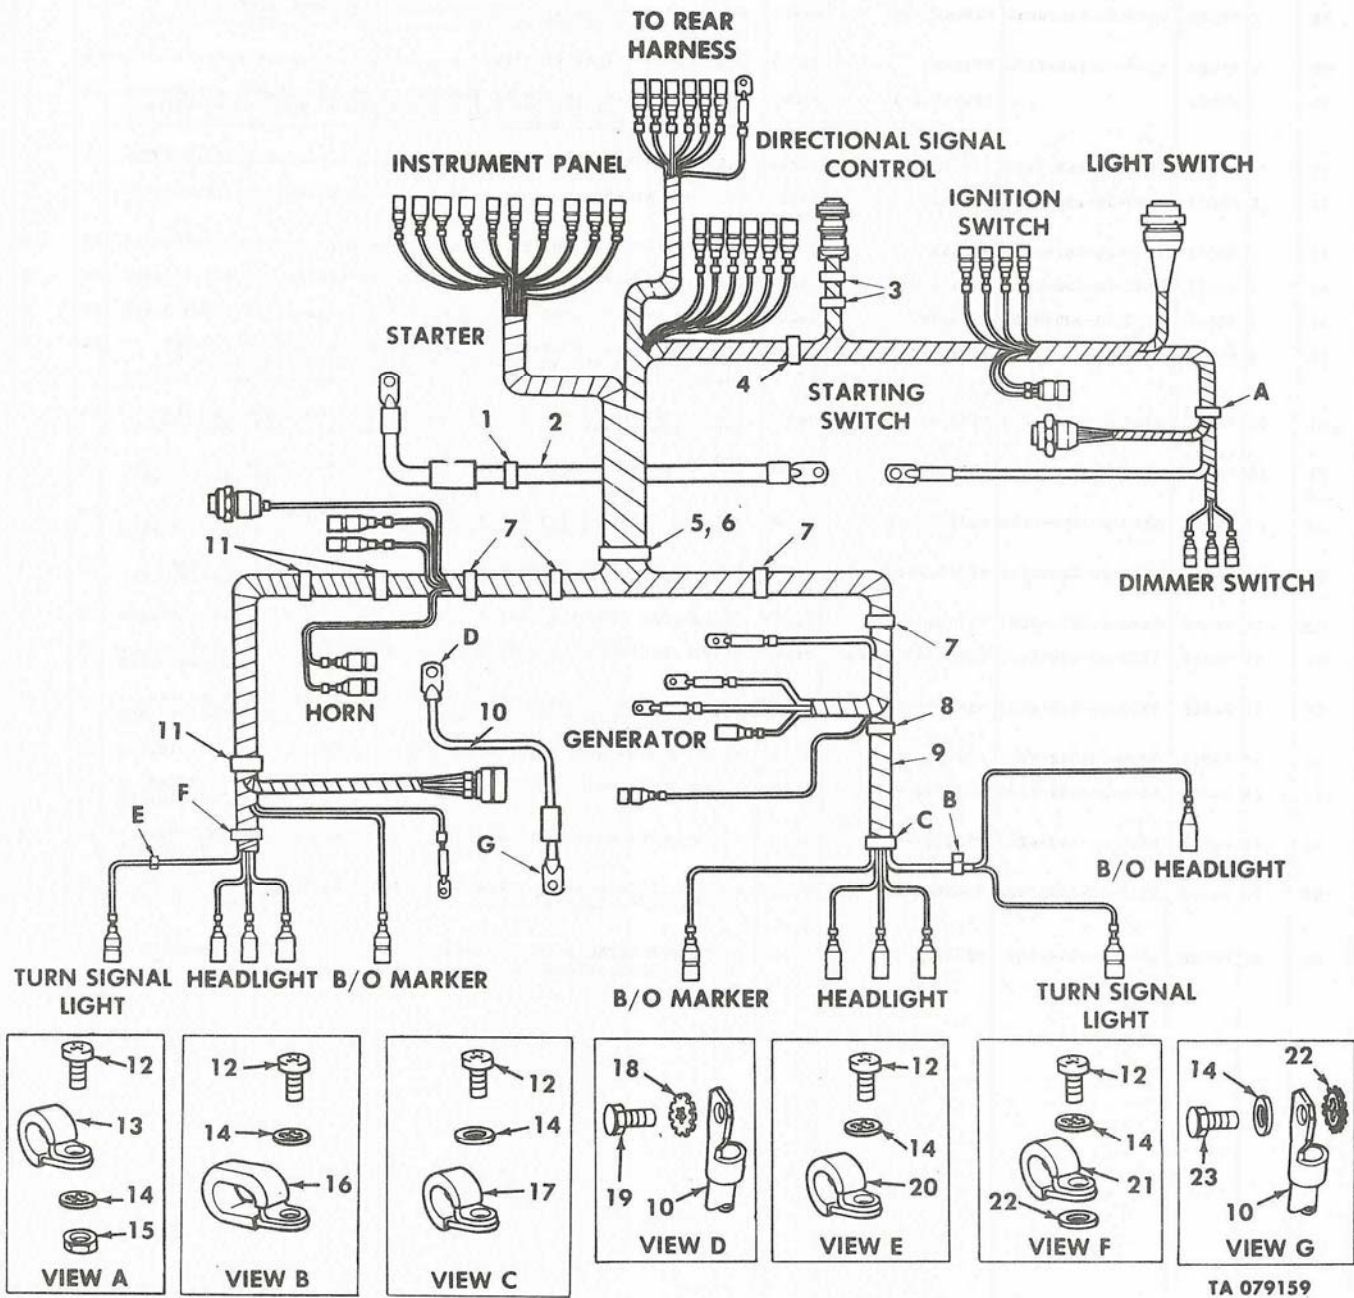 TO REAR
HARNESS
INSTRUMENT PANEL
DIRECTIONAL SIGNAL
CONTROL
LIGHT SWITCH
IGNITION
SWITCH
3
STARTER
4
STARTING
SWITCH
A
1
2
5, 6
7
7
11
DIMMER SWITCH
D
7
HORN
10
8
GENERATOR
9
11
F
E
B
C
G
B/O HEADLIGHT
TURN SIGNAL
LIGHT
HEADLIGHT
B/O MARKER
B/O MARKER
HEADLIGHT
TURN SIGNAL
LIGHT
12
13
14
15
VIEW A
12
14
16
VIEW B
12
14
17
VIEW C
18
19
10
VIEW D
12
14
20
VIEW E
12
14
21
22
VIEW F
22
14
23
10
VIEW G
TA 079159